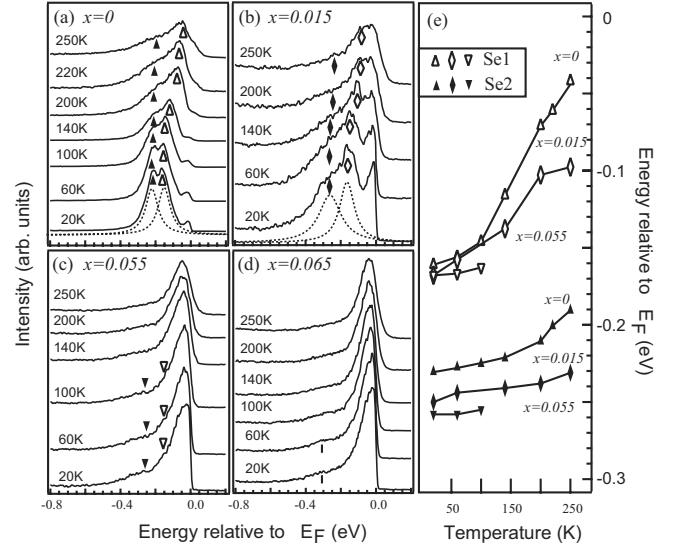 (a) x=0
250K
220K
200K
140K
100K
60K
20K
(b) x=0.015
250K
200K
140K
60K
20K
(c) x=0.055
250K
200K
140K
100K
60K
20K
(d) x=0.065
250K
200K
140K
100K
60K
20K
-0.8 -0.4 0.0 -0.8 -0.4 0.0
Energy relative to E_F (eV)
Intensity (arb. units)
(e)
Se1
Se2
x=0
x=0.015
x=0.055
x=0
x=0.015
x=0.055
0
-0.1
-0.2
-0.3
Energy relative to E_F (eV)
50 150 250
Temperature (K)